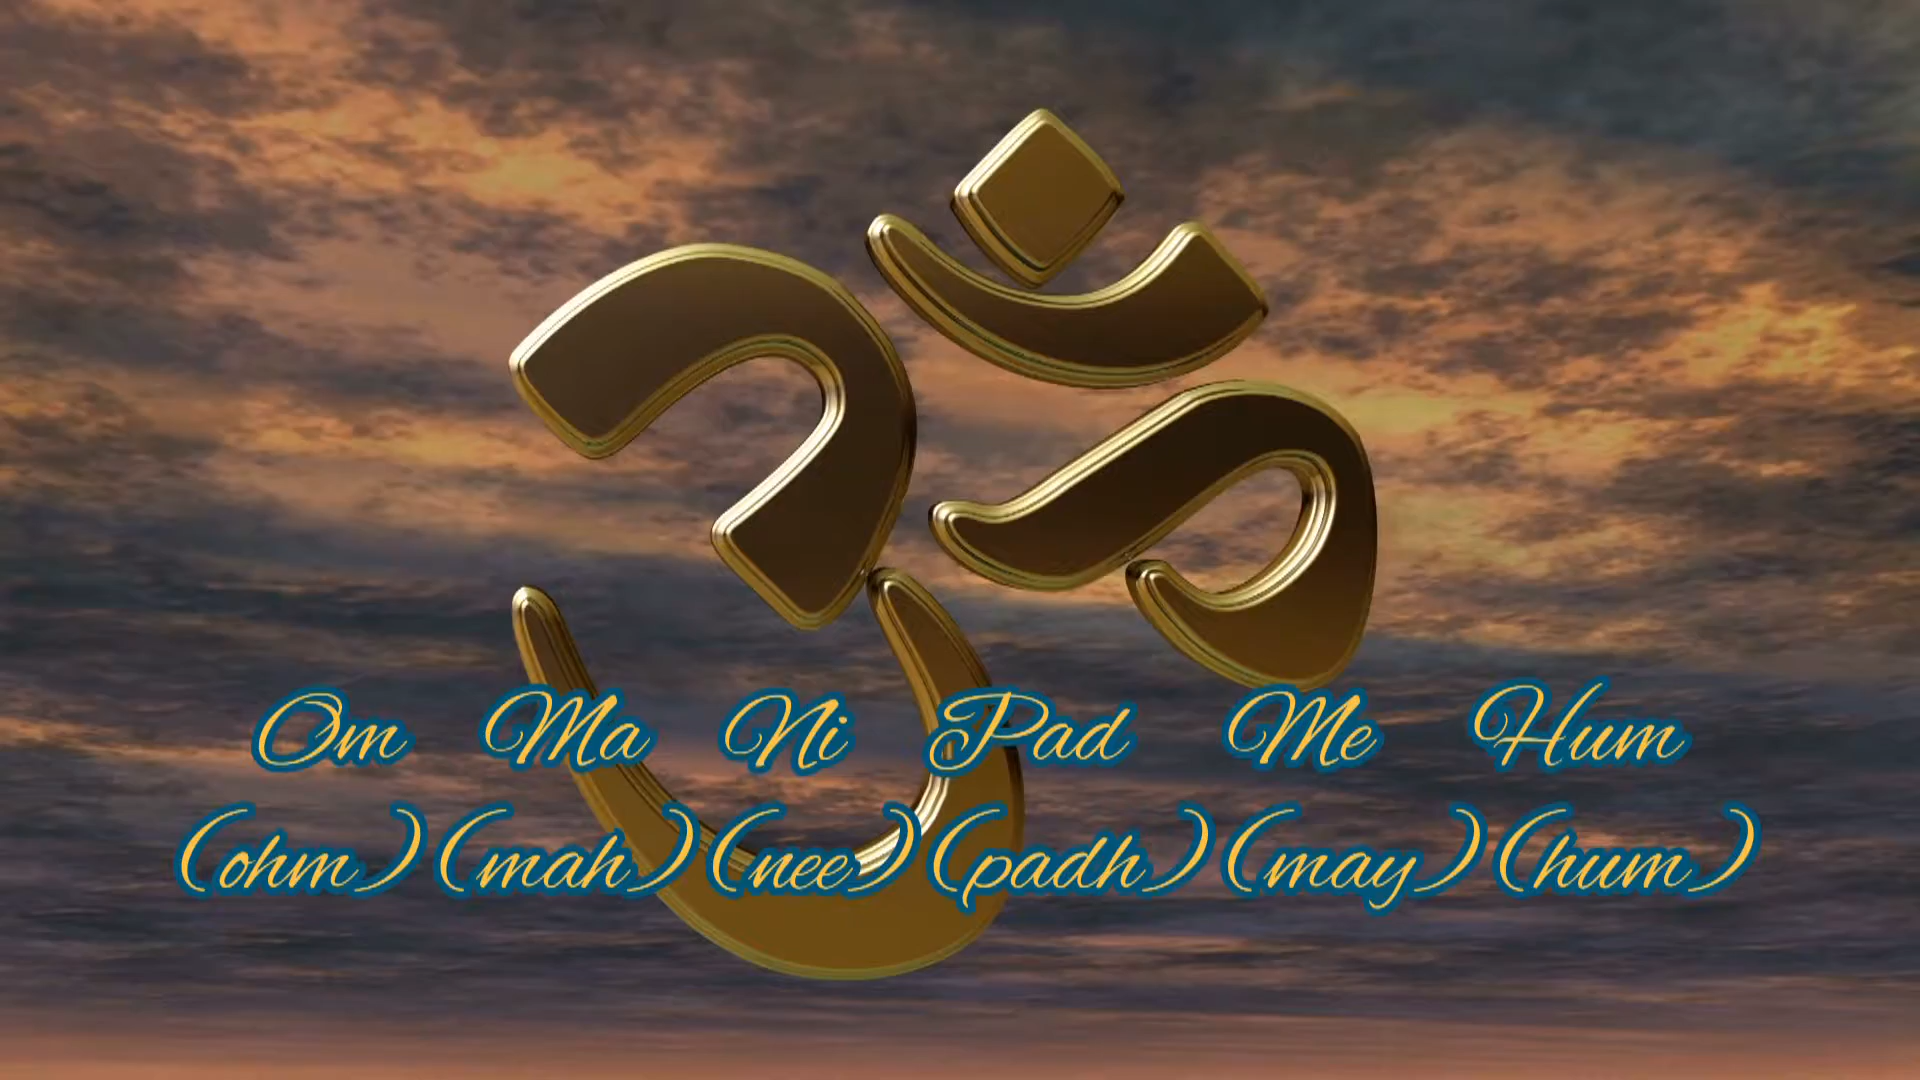 ॐ
Om Ma Ni Pad Me Hum
(ohm) (mah) (nee) (padh) (may) (hum)